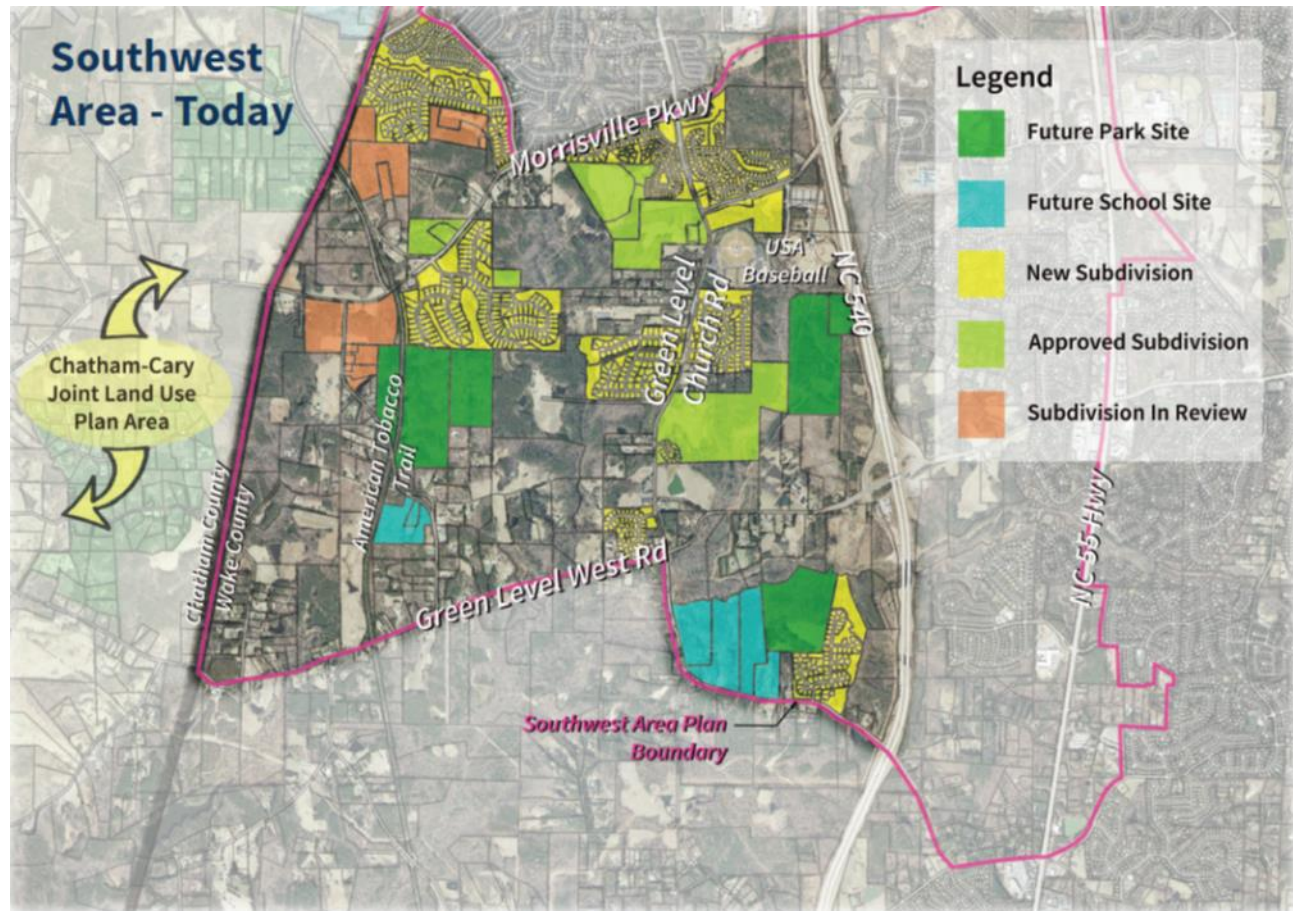 Southwest
Area - Today
Legend
Future Park Site
Future School Site
New Subdivision
Approved Subdivision
Subdivision In Review
Morrisville Pkwy
USA
Baseball
NC 540
Green Level
Church Rd
Chatham-Cary
Joint Land Use
Plan Area
American Tobacco
Trail
Chatham County
Wake County
Green Level West Rd
NC 55 Hwy
Southwest Area Plan
Boundary